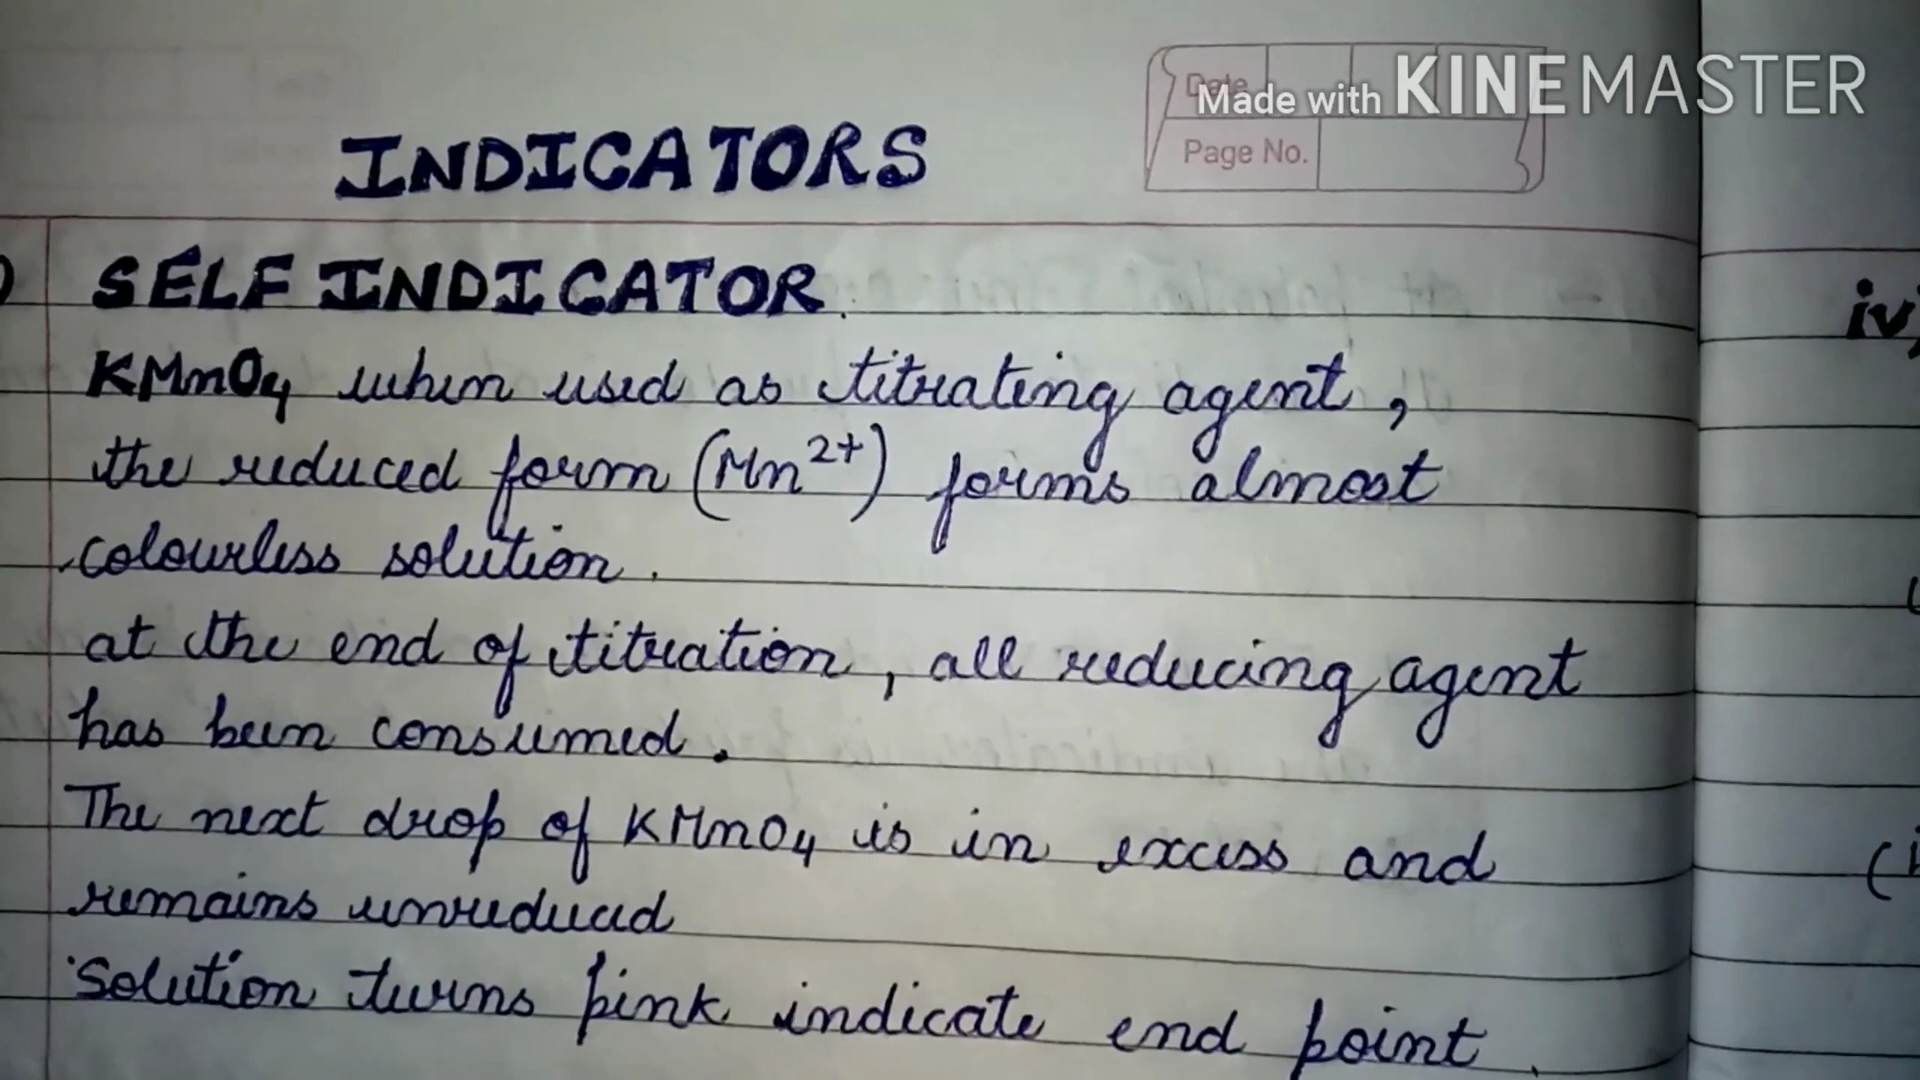 Made with KINEMASTER
Date
Page No.
INDICATORS
SELF INDICATOR.
KMnO4 when used as titrating agent,
the reduced form (Mn2+) forms almost
colourless solution.
at the end of titration, all reducing agent
has been consumed.
The next drop of KMnO4 is in excess and
remains unreduced
Solution turns pink indicate end point.
iv)